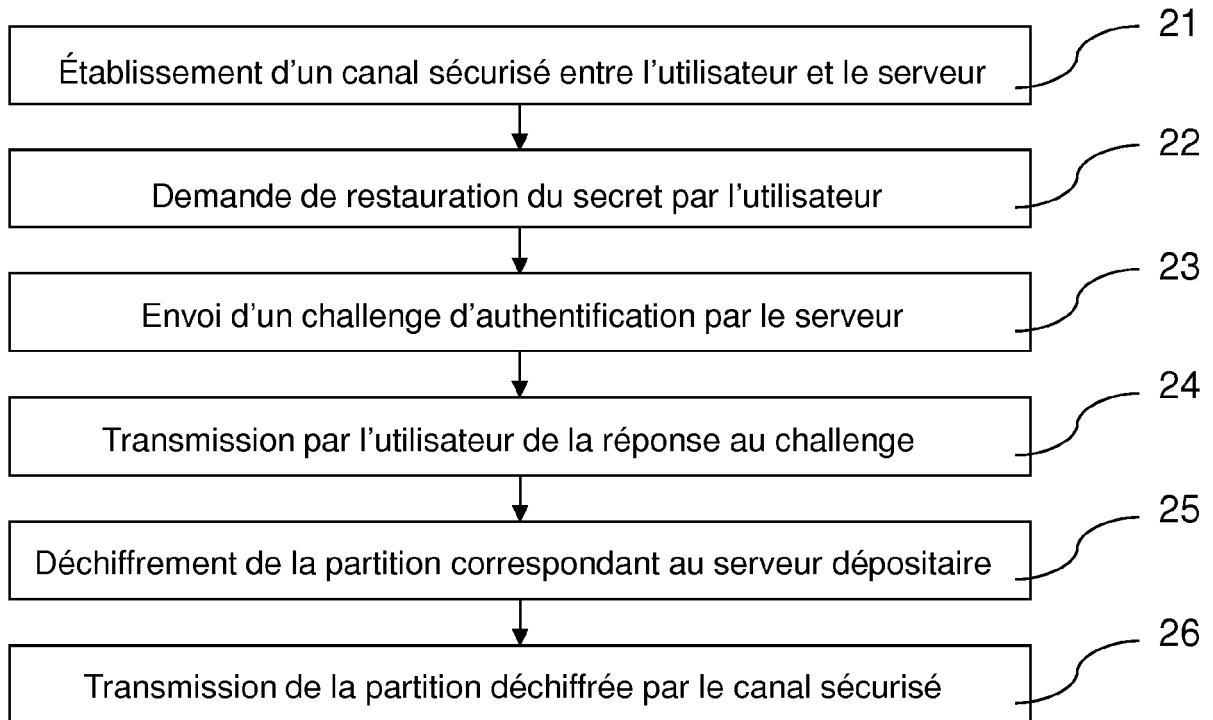 21
Établissement d'un canal sécurisé entre l'utilisateur et le serveur
22
Demande de restauration du secret par l'utilisateur
23
Envoi d'un challenge d'authentification par le serveur
24
Transmission par l'utilisateur de la réponse au challenge
25
Déchiffrement de la partition correspondant au serveur dépositaire
26
Transmission de la partition déchiffrée par le canal sécurisé